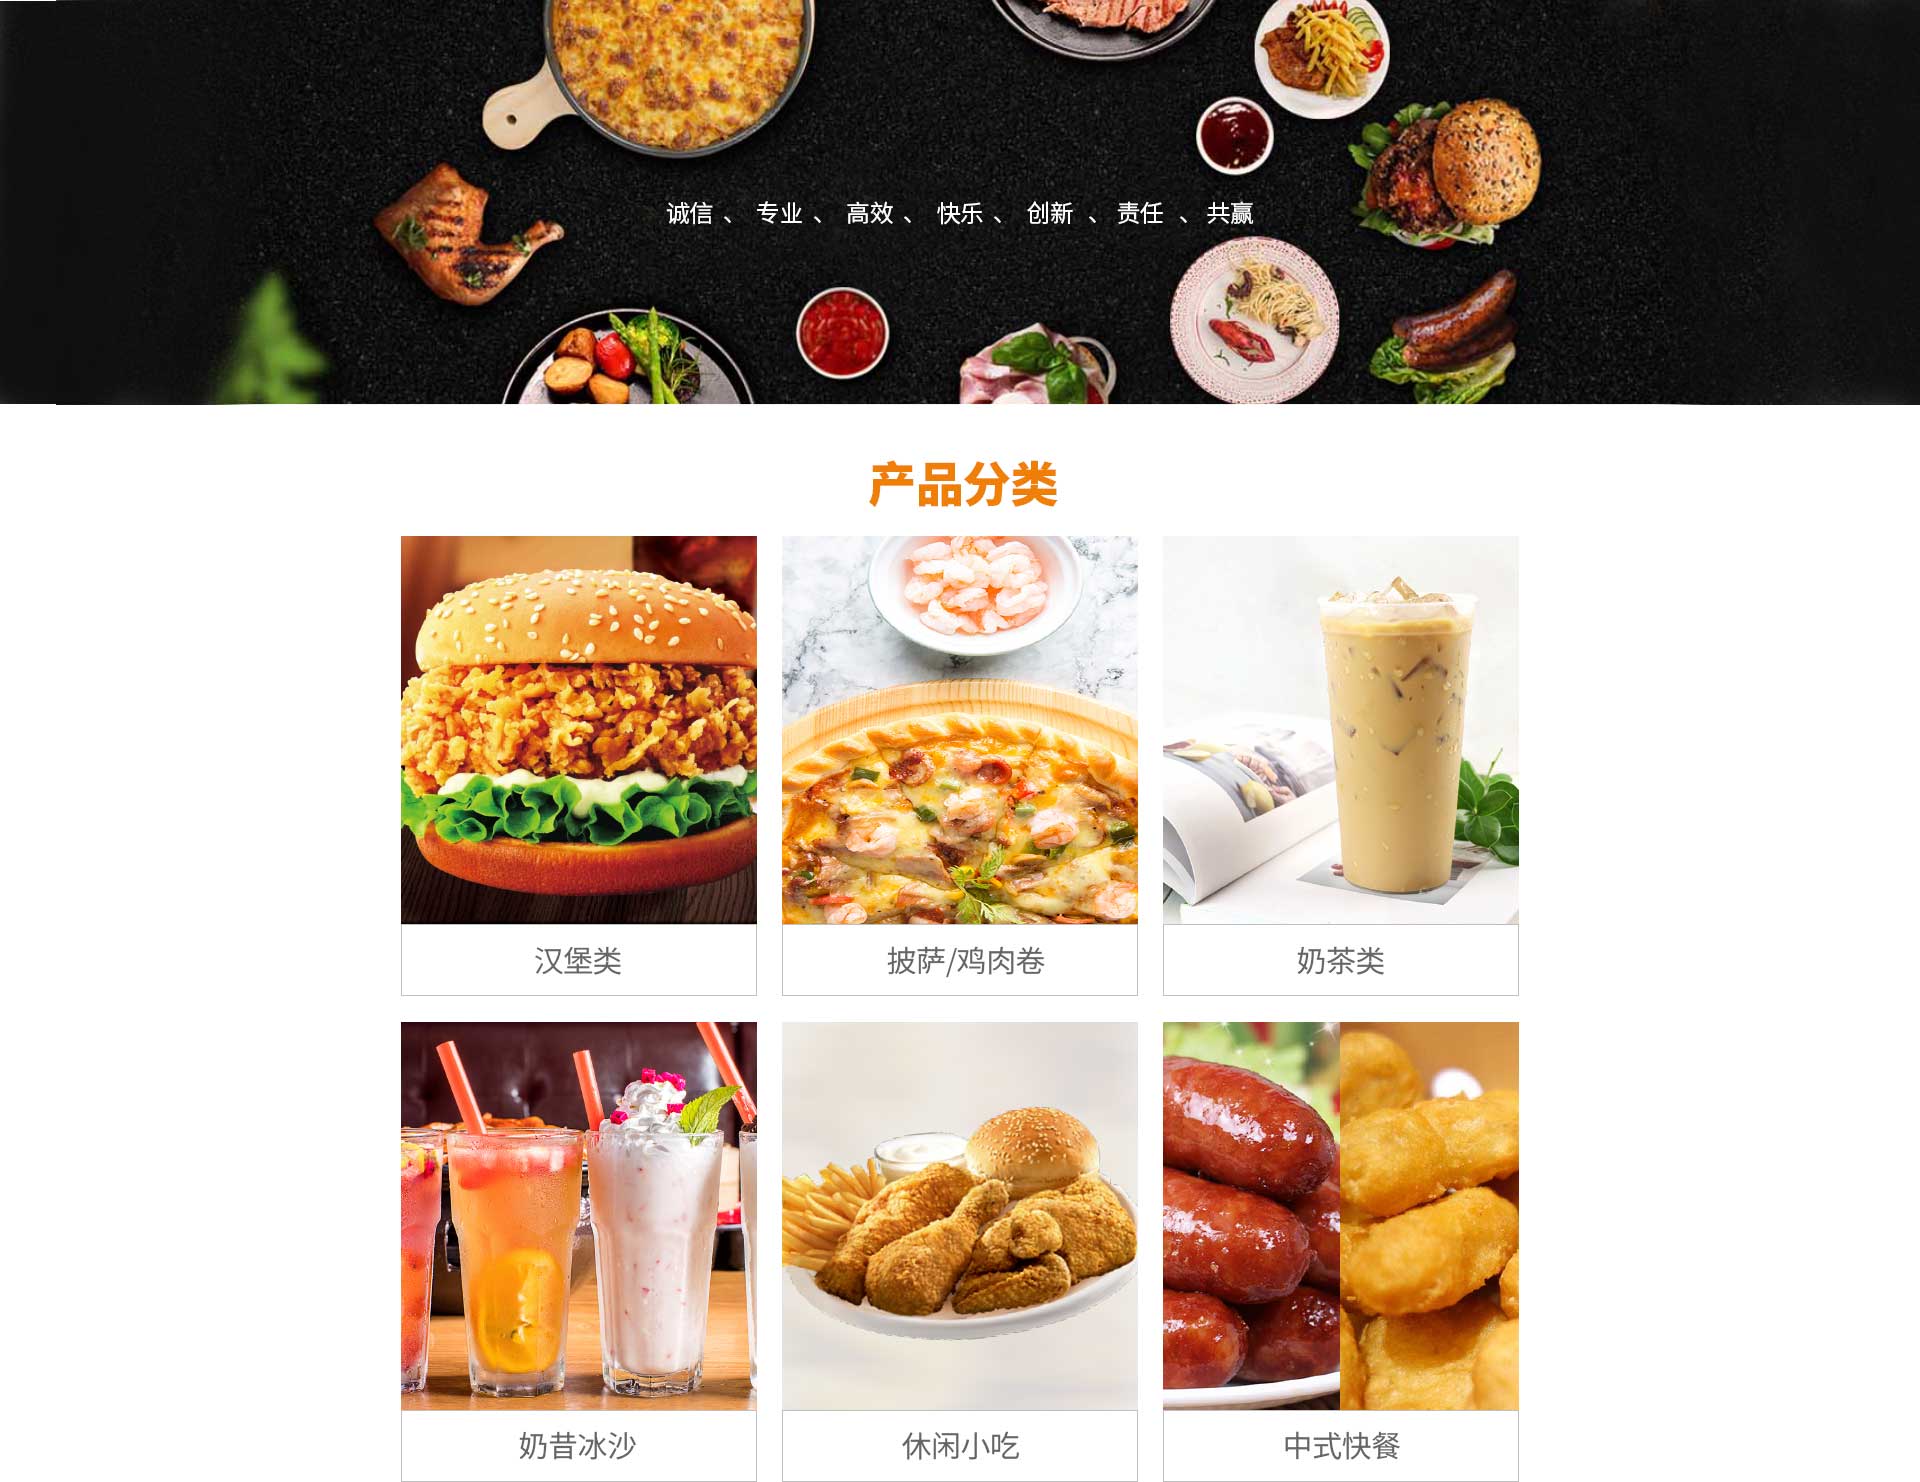 诚信 、 专业 、 高效 、 快乐 、 创新 、 责任 、 共赢
产品分类
汉堡类
披萨/鸡肉卷
奶茶类
奶昔冰沙
休闲小吃
中式快餐